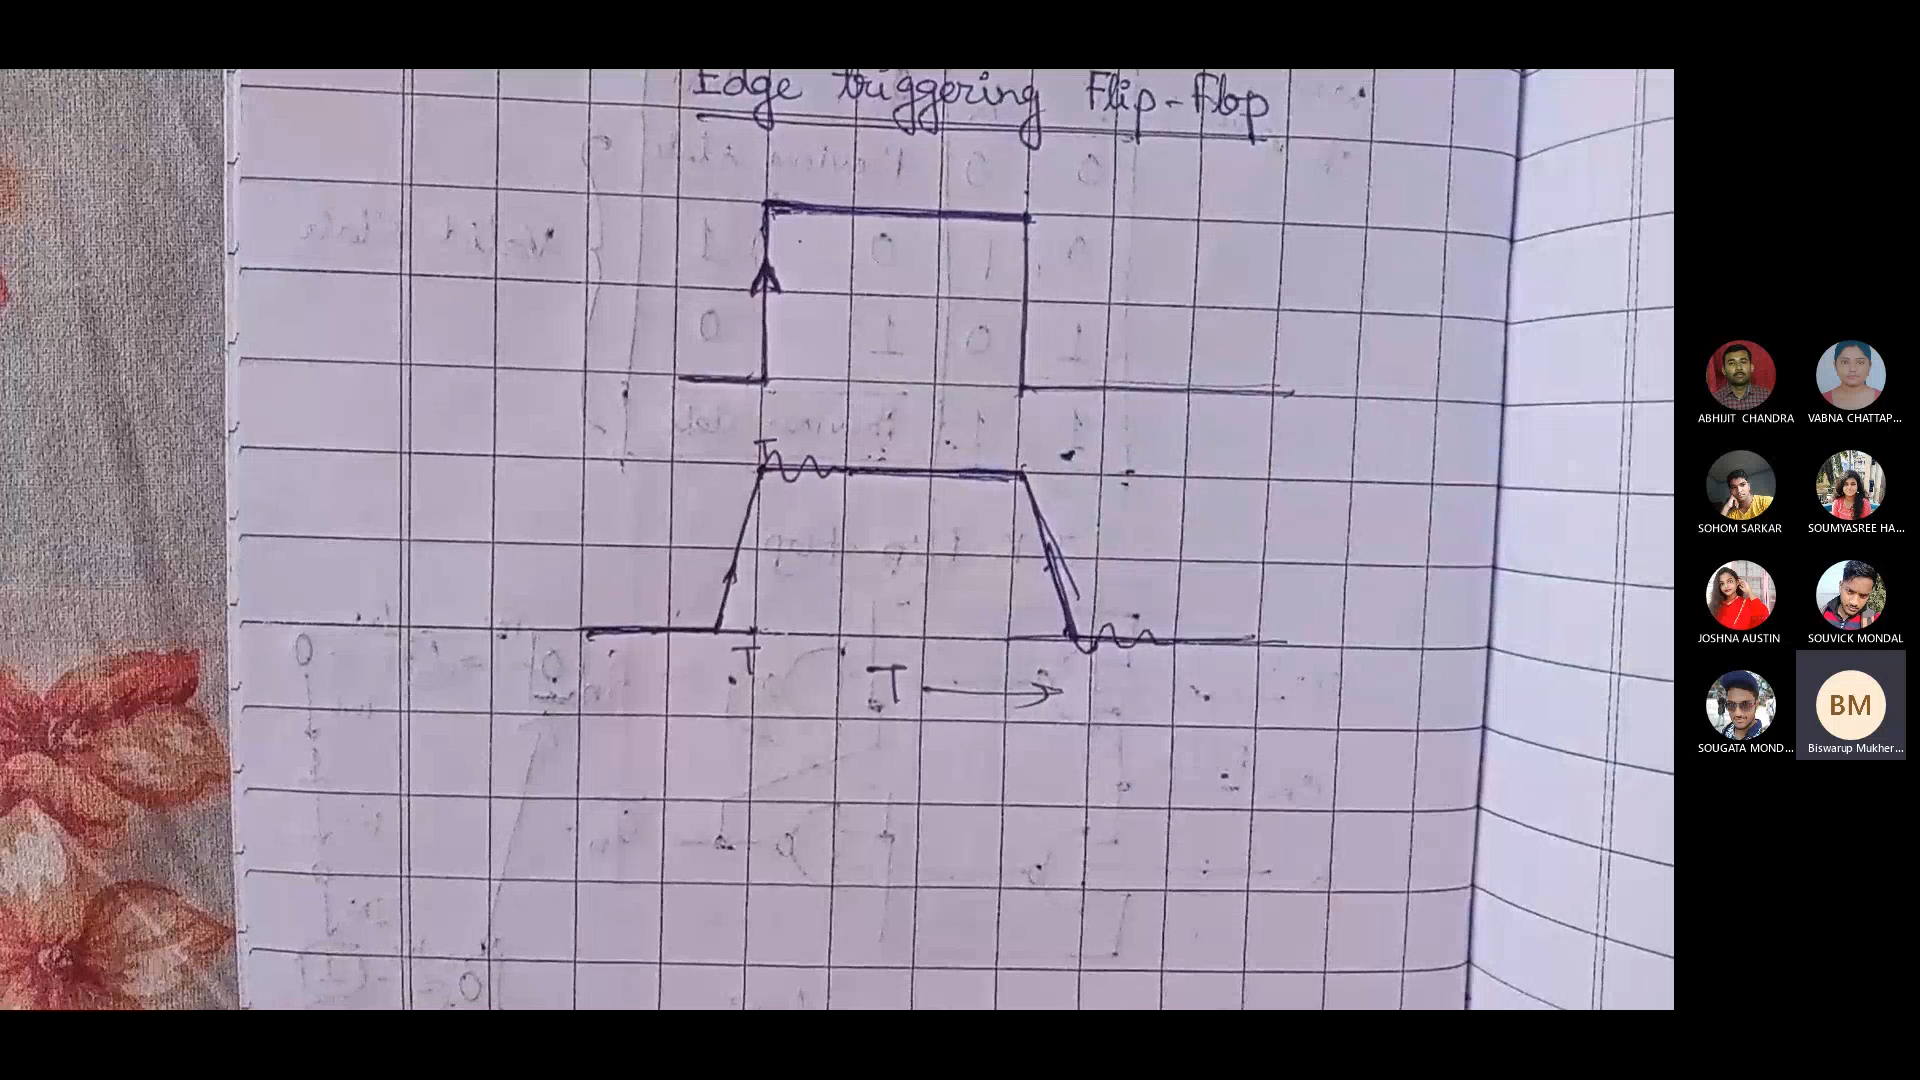 Edge triggering Flip-Flop
T
T
T
ABHIJIT CHANDRA
VABNA CHATTAP...
SOHOM SARKAR
SOUMYASREE HA...
JOSHNA AUSTIN
SOUVICK MONDAL
BM
SOUGATA MOND...
Biswarup Mukher...